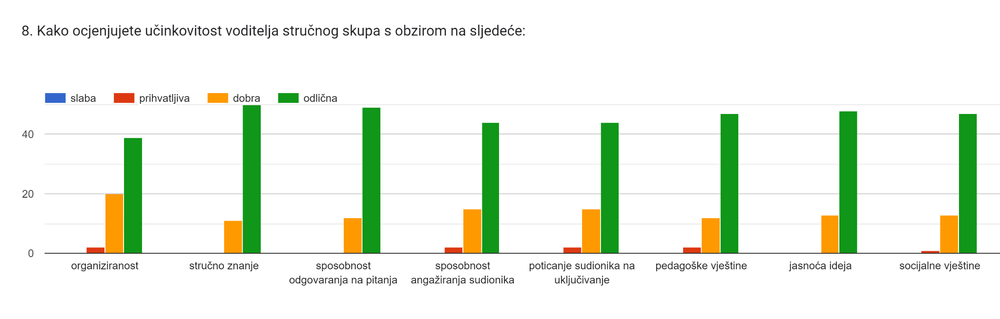 8. Kako ocjenjujete učinkovitost voditelja stručnog skupa s obzirom na sljedeće:
slaba prihvatljiva dobra odlična
40
20
0
organiziranost stručno znanje sposobnost sposobnost poticanje sudionika na pedagoške vještine jasnoća ideja socijalne vještine
odgovaranja na pitanja angažiranja sudionika uključivanje